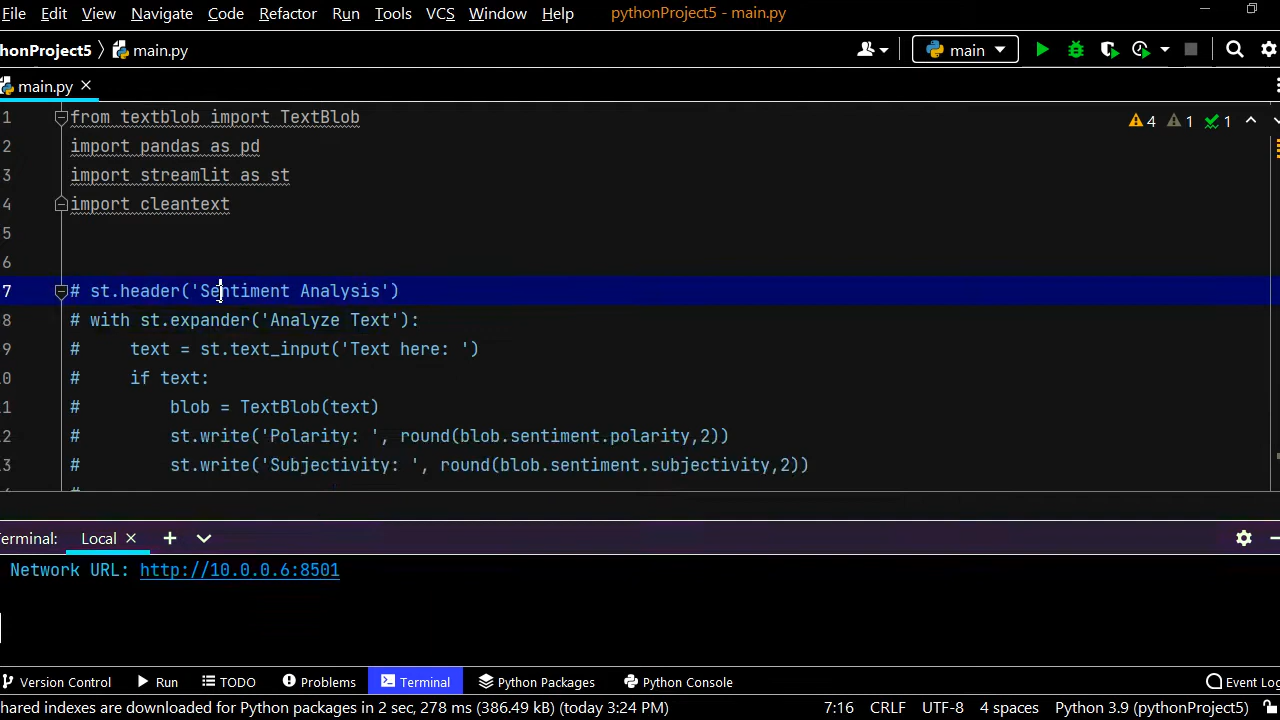 File Edit View Navigate Code Refactor Run Tools VCS Window Help pythonProject5 - main.py
honProject5 main.py main
main.py
1 from textblob import TextBlob 4 1 1
2 import pandas as pd
3 import streamlit as st
4 import cleantext
5
6
7 # st.header('Sentiment Analysis')
8 # with st.expander('Analyze Text'):
9 # text = st.text_input('Text here: ')
0 # if text:
1 # blob = TextBlob(text)
2 # st.write('Polarity: ', round(blob.sentiment.polarity,2))
3 # st.write('Subjectivity: ', round(blob.sentiment.subjectivity,2))
#
erminal: Local
Network URL: http://10.0.0.6:8501
Version Control Run TODO Problems Terminal Python Packages Python Console Event Log
hared indexes are downloaded for Python packages in 2 sec, 278 ms (386.49 kB) (today 3:24 PM) 7:16 CRLF UTF-8 4 spaces Python 3.9 (pythonProject5)